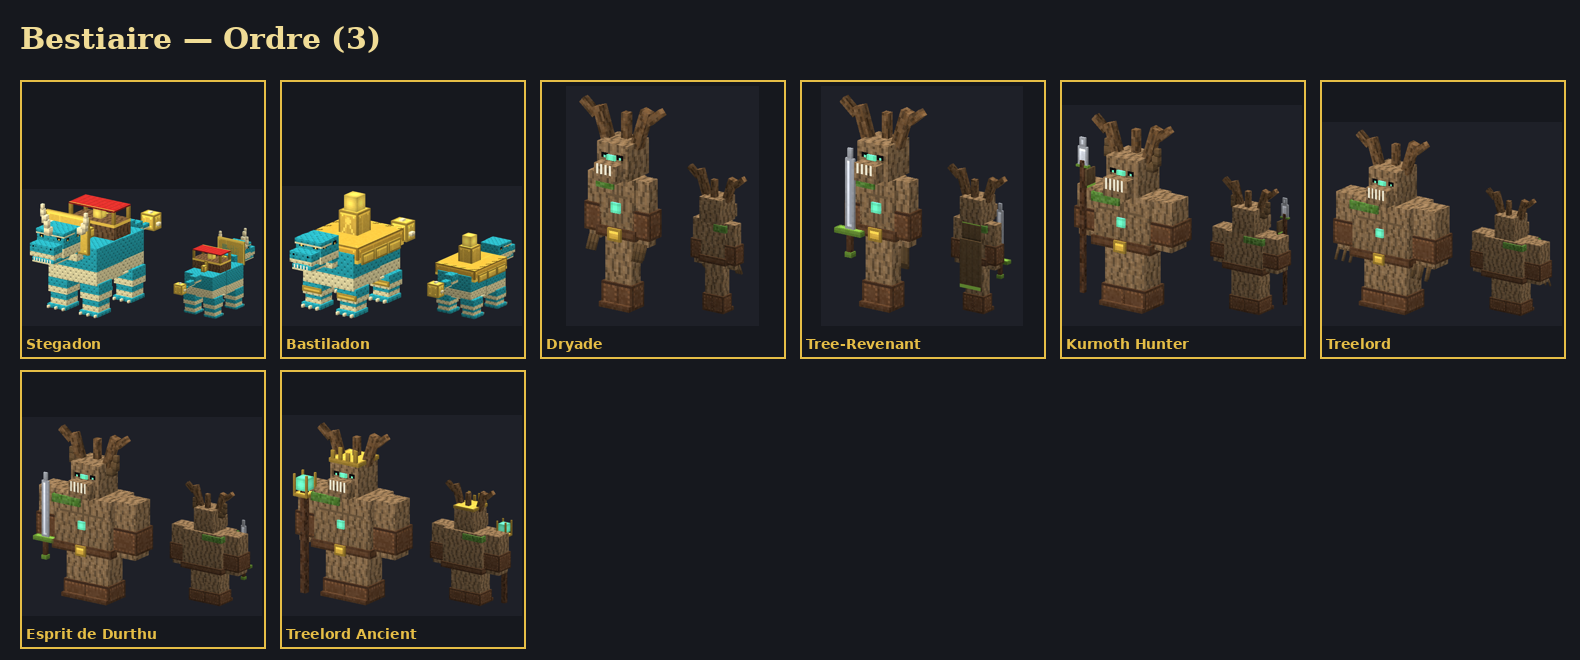 Bestiaire — Ordre (3)
Stegadon
Bastiladon
Dryade
Tree-Revenant
Kurnoth Hunter
Treelord
Esprit de Durthu
Treelord Ancient